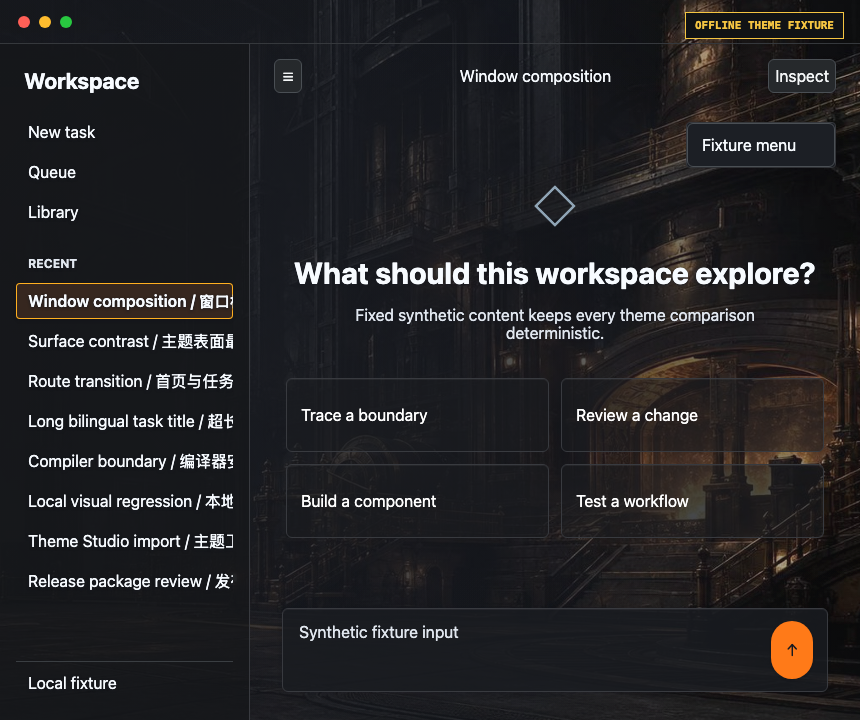 OFFLINE THEME FIXTURE
Workspace
New task
Queue
Library
RECENT
Window composition / 窗口
Surface contrast / 主题表面
Route transition / 首页与任务
Long bilingual task title / 超长
Compiler boundary / 编译器
Local visual regression / 本地
Theme Studio import / 主题
Release package review / 发
Local fixture
Window composition
Inspect
Fixture menu
What should this workspace explore?
Fixed synthetic content keeps every theme comparison
deterministic.
Trace a boundary
Review a change
Build a component
Test a workflow
Synthetic fixture input